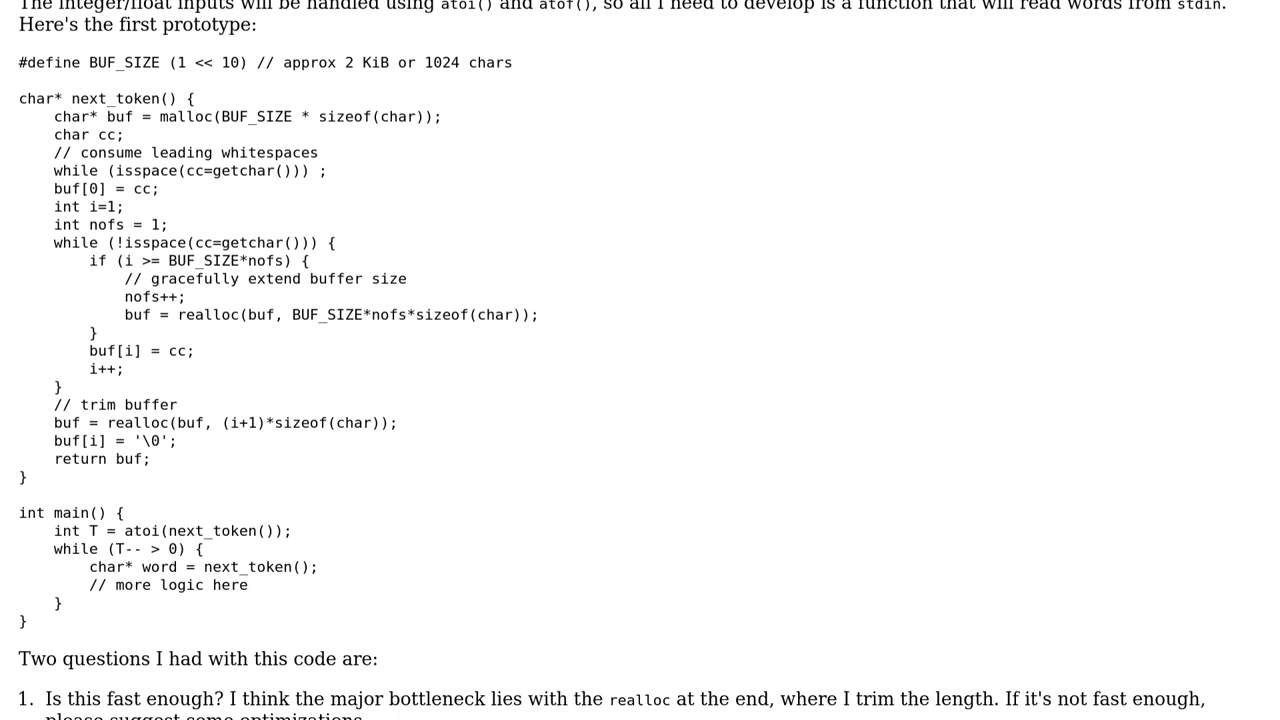 The integer/float inputs will be handled using atoi() and atof(), so all I need to develop is a function that will read words from stdin.
Here's the first prototype:
#define BUF_SIZE (1 << 10) // approx 2 KiB or 1024 chars
char* next_token() {
    char* buf = malloc(BUF_SIZE * sizeof(char));
    char cc;
    // consume leading whitespaces
    while (isspace(cc=getchar())) ;
    buf[0] = cc;
    int i=1;
    int nofs = 1;
    while (!isspace(cc=getchar())) {
        if (i >= BUF_SIZE*nofs) {
            // gracefully extend buffer size
            nofs++;
            buf = realloc(buf, BUF_SIZE*nofs*sizeof(char));
        }
        buf[i] = cc;
        i++;
    }
    // trim buffer
    buf = realloc(buf, (i+1)*sizeof(char));
    buf[i] = '\0';
    return buf;
}
int main() {
    int T = atoi(next_token());
    while (T-- > 0) {
        char* word = next_token();
        // more logic here
    }
}
Two questions I had with this code are:
1. Is this fast enough? I think the major bottleneck lies with the realloc at the end, where I trim the length. If it's not fast enough,
please suggest some optimizations.